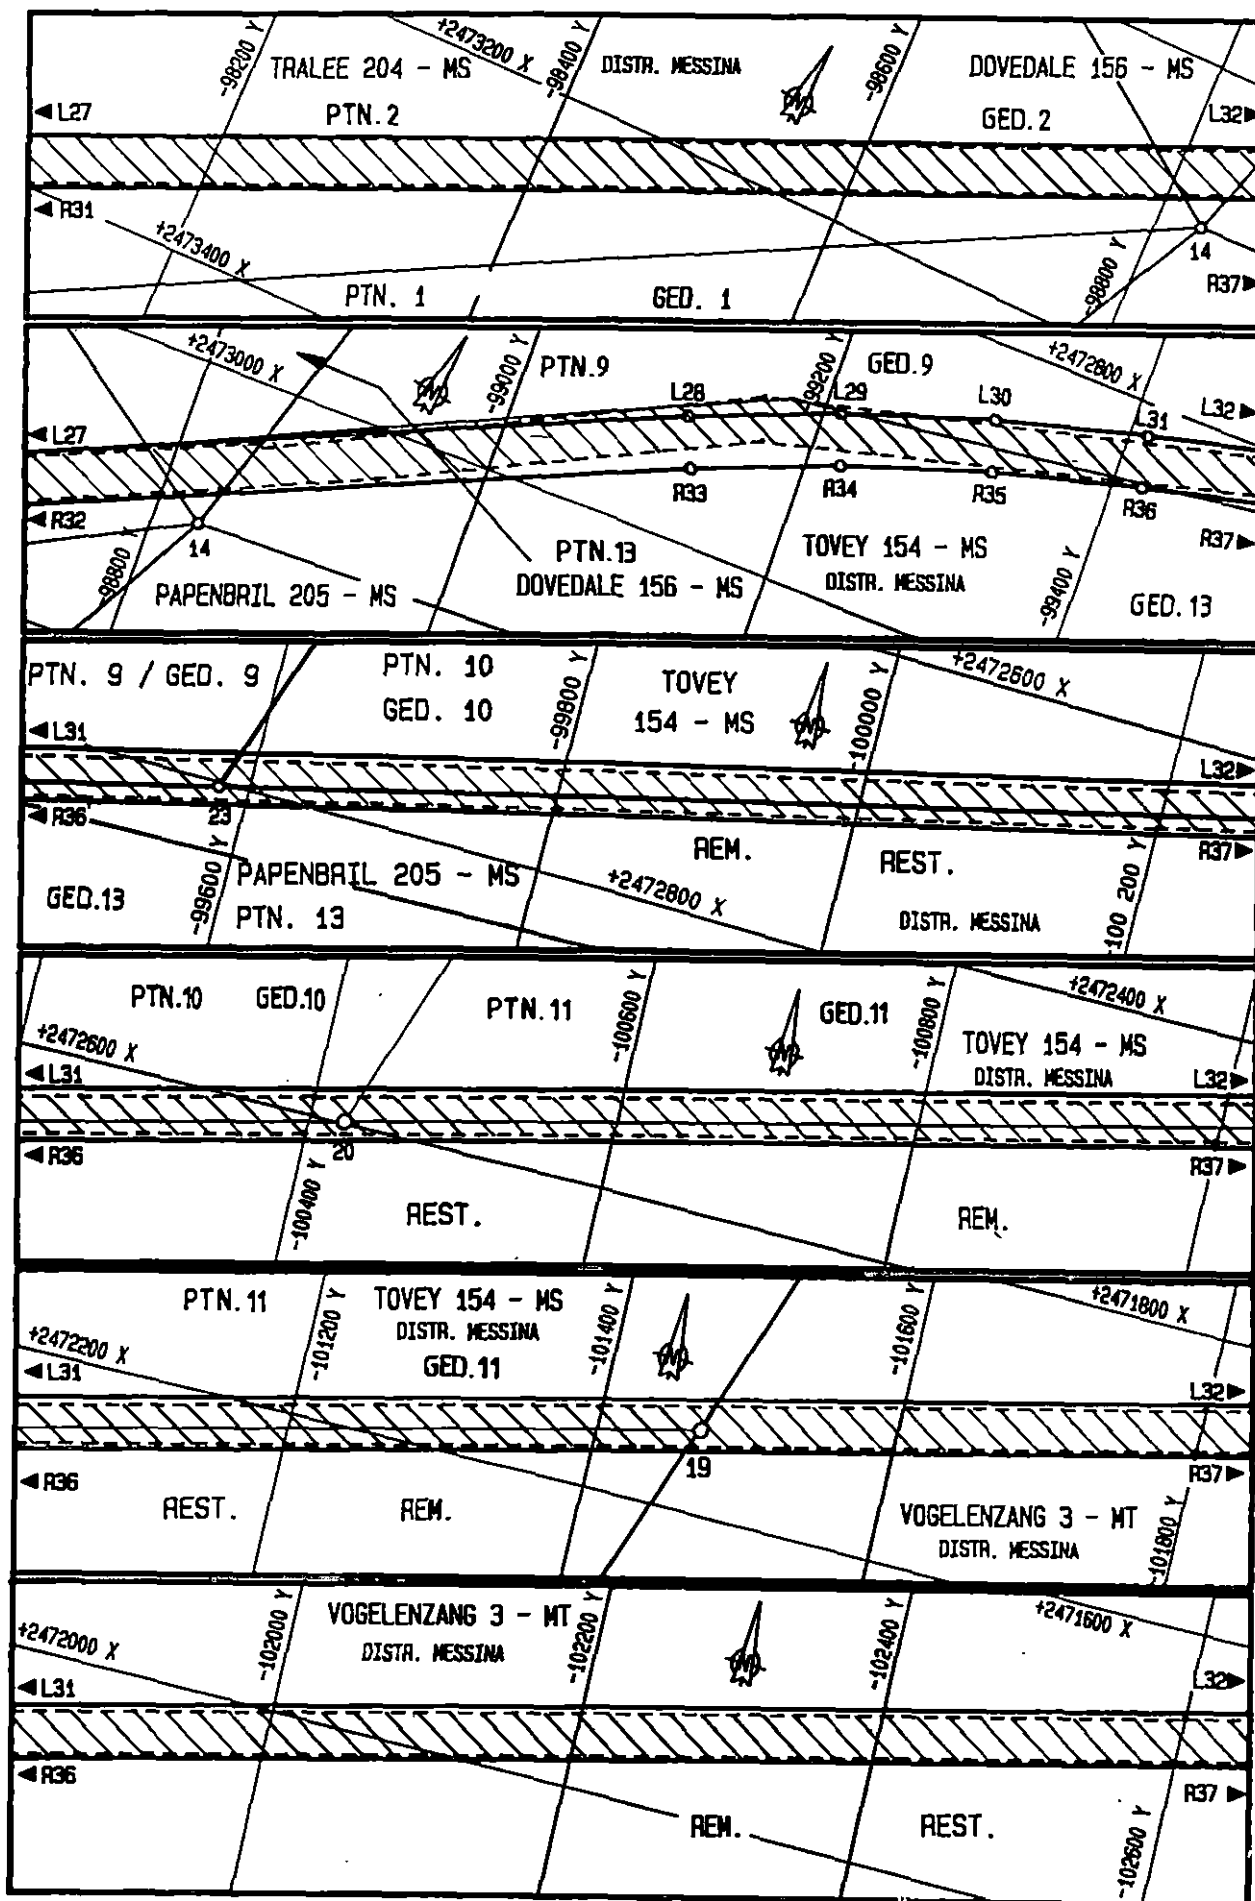 -98200 Y
+2473200 X
-98400 Y
-98600 Y
TRALEE 204 - MS
DISTR. MESSINA
DOVEDALE 156 - MS
L27
PTN. 2
GED. 2
L32
R31
+2473400 X
-98800 Y
14
PTN. 1
GED. 1
R37
+2473000 X
-99000 Y
PTN.9
-99200 Y
GED.9
+2472800 X
L27
L28
L29
L30
L31
L32
R32
14
R33
R34
R35
R36
R37
-98800 Y
PTN.13
TOVEY 154 - MS
PAPENBRIL 205 - MS
DOVEDALE 156 - MS
DISTR. MESSINA
-99400 Y
GED.13
PTN. 9 / GED. 9
PTN. 10
GED. 10
-99800 Y
TOVEY
154 - MS
-100000 Y
+2472600 X
L31
L32
R36
23
REM.
REST.
R37
-99600 Y
PAPENBRIL 205 - MS
+2472800 X
GED.13
PTN. 13
DISTR. MESSINA
-100 200 Y
PTN.10
GED.10
PTN.11
-100600 Y
GED.11
-100800 Y
+2472400 X
+2472600 X
TOVEY 154 - MS
DISTR. MESSINA
L31
L32
R36
20
R37
-100400 Y
REST.
REM.
PTN.11
-101200 Y
TOVEY 154 - MS
DISTR. MESSINA
GED.11
-101400 Y
-101600 Y
+2471800 X
+2472200 X
L31
L32
R36
19
R37
REST.
REM.
VOGELENZANG 3 - MT
DISTR. MESSINA
-101800 Y
+2472000 X
-102000 Y
VOGELENZANG 3 - MT
DISTR. MESSINA
-102200 Y
-102400 Y
+2471600 X
L31
L32
R36
R37
REM.
REST.
-102600 Y